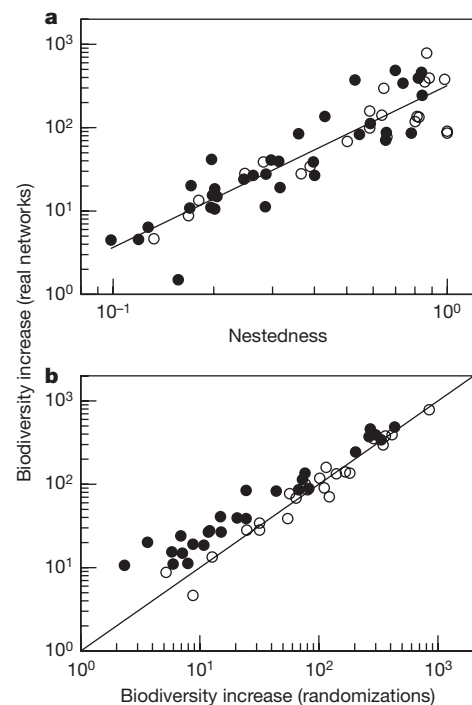 a
10³
10²
10¹
10⁰
10⁻¹
10⁰
Nestedness
Biodiversity increase (real networks)
b
10³
10²
10¹
10⁰
10⁰
10¹
10²
10³
Biodiversity increase (randomizations)